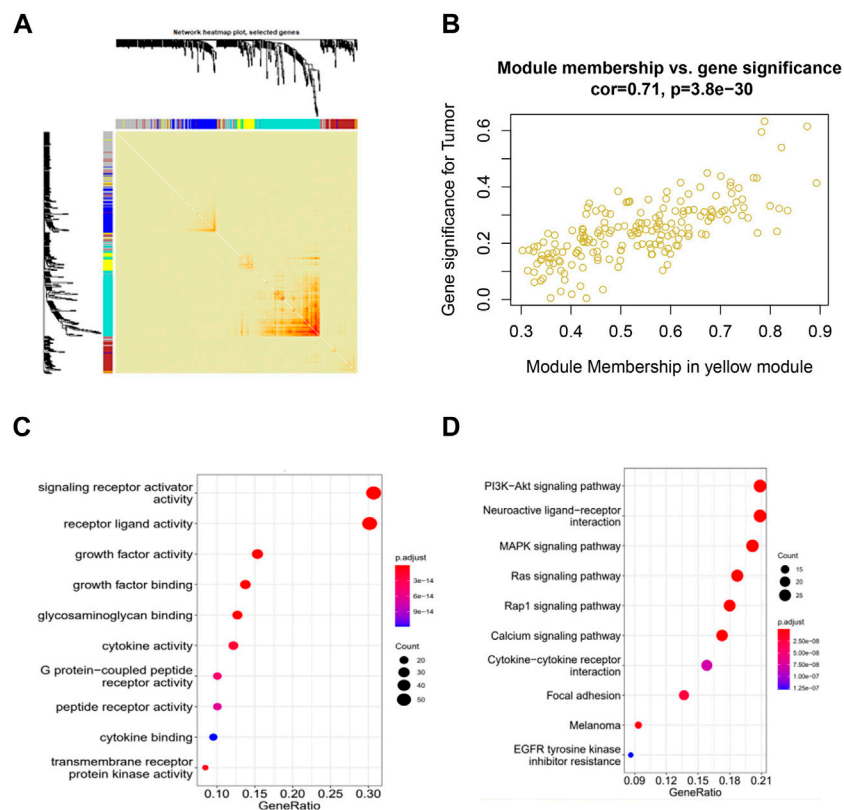 A
Network heatmap plot, selected genes
B
Module membership vs. gene significance
cor=0.71, p=3.8e−30
Gene significance for Tumor
0.6
0.4
0.2
0.0
0.3 0.4 0.5 0.6 0.7 0.8 0.9
Module Membership in yellow module
C
signaling receptor activator
activity
receptor ligand activity
growth factor activity
growth factor binding
glycosaminoglycan binding
cytokine activity
G protein−coupled peptide
receptor activity
peptide receptor activity
cytokine binding
transmembrane receptor
protein kinase activity
0.10 0.15 0.20 0.25 0.30
GeneRatio
p.adjust
3e−14
6e−14
9e−14
Count
20
30
40
50
D
PI3K−Akt signaling pathway
Neuroactive ligand−receptor
interaction
MAPK signaling pathway
Ras signaling pathway
Rap1 signaling pathway
Calcium signaling pathway
Cytokine−cytokine receptor
interaction
Focal adhesion
Melanoma
EGFR tyrosine kinase
inhibitor resistance
0.09 0.12 0.15 0.18 0.21
GeneRatio
Count
15
20
25
p.adjust
2.50e−08
5.00e−08
7.50e−08
1.00e−07
1.25e−07